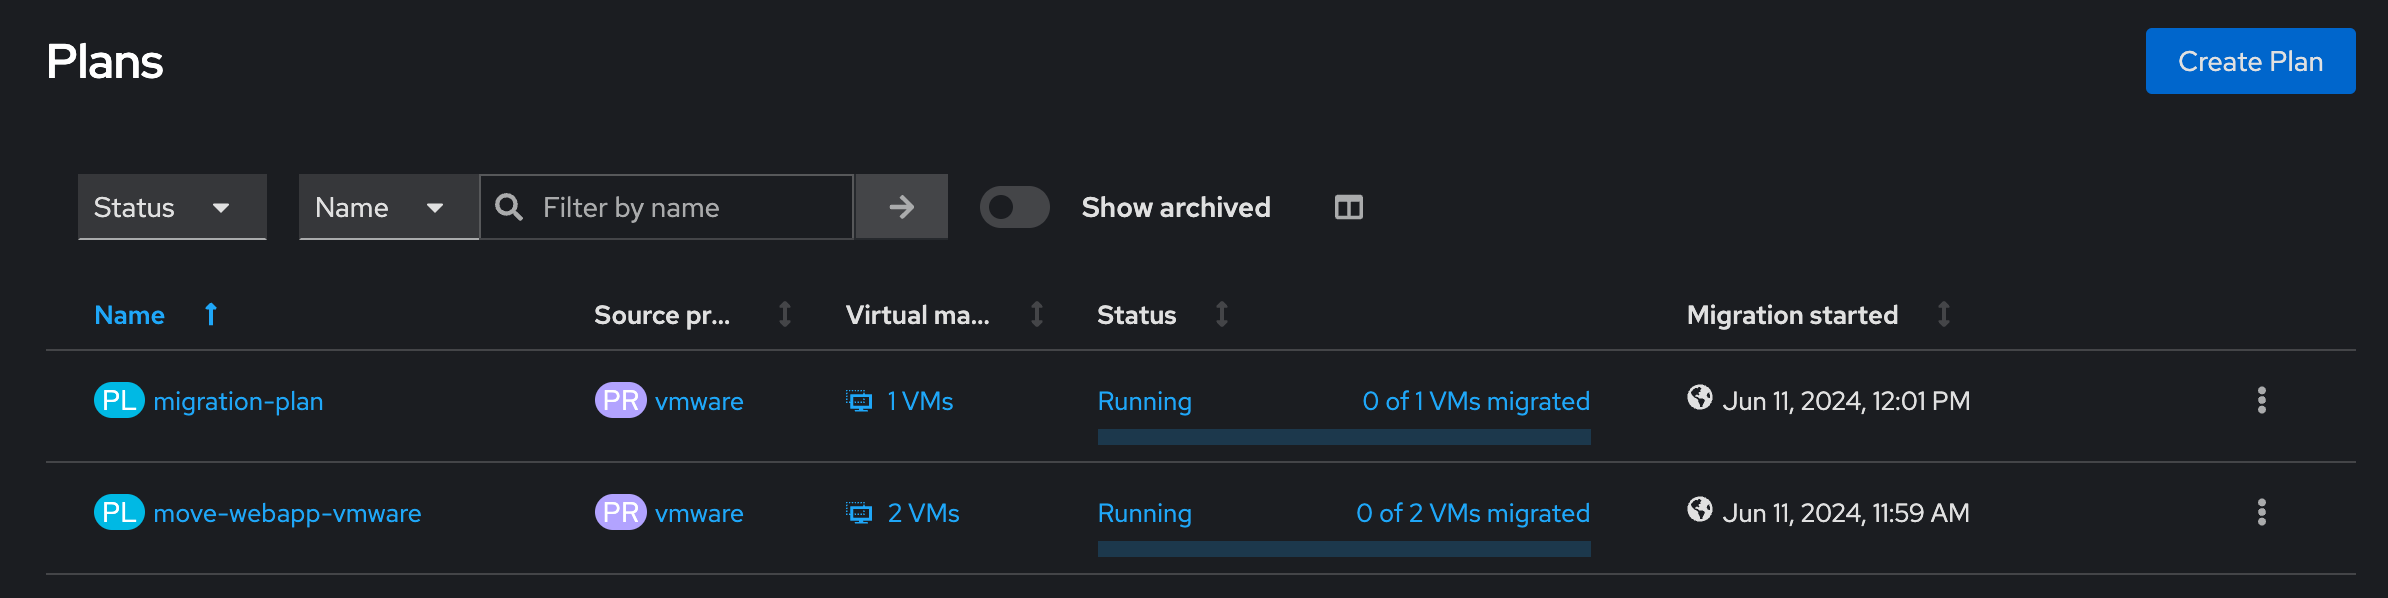 Plans
Create Plan
Status Name Filter by name Show archived
Name Source pr... Virtual ma... Status Migration started
PL migration-plan PR vmware 1 VMs Running 0 of 1 VMs migrated Jun 11, 2024, 12:01 PM
PL move-webapp-vmware PR vmware 2 VMs Running 0 of 2 VMs migrated Jun 11, 2024, 11:59 AM